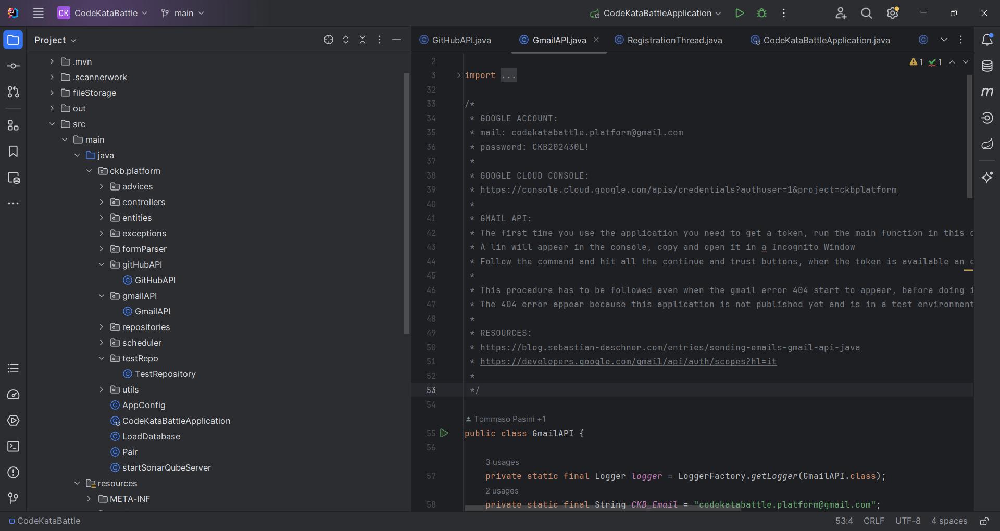 CK CodeKataBattle main CodeKataBattleApplication
Project
.mvn
.scannerwork
fileStorage
out
src
main
java
ckb.platform
advices
controllers
entities
exceptions
formParser
gitHubAPI
GitHubAPI
gmailAPI
GmailAPI
repositories
scheduler
testRepo
TestRepository
utils
AppConfig
CodeKataBattleApplication
LoadDatabase
Pair
startSonarQubeServer
resources
META-INF
GitHubAPI.java GmailAPI.java RegistrationThread.java CodeKataBattleApplication.java
1 1
2
3 import ...
32
33 /*
34 * GOOGLE ACCOUNT:
35 * mail: codekatabattle.platform@gmail.com
36 * password: CKB202430L!
37 *
38 * GOOGLE CLOUD CONSOLE:
39 * https://console.cloud.google.com/apis/credentials?authuser=1&project=ckbplatform
40 *
41 * GMAIL API:
42 * The first time you use the application you need to get a token, run the main function in this c
43 * A lin will appear in the console, copy and open it in a Incognito Window
44 * Follow the command and hit all the continue and trust buttons, when the token is available an e
45 *
46 * This procedure has to be followed even when the gmail error 404 start to appear, before doing i
47 * The 404 error appear because this application is not published yet and is in a test environment
48 *
49 * RESOURCES:
50 * https://blog.sebastian-daschner.com/entries/sending-emails-gmail-api-java
51 * https://developers.google.com/gmail/api/auth/scopes?hl=it
52 *
53 */
54
Tommaso Pasini +1
55 public class GmailAPI {
56
3 usages
57 private static final Logger logger = LoggerFactory.getLogger(GmailAPI.class);
2 usages
58 private static final String CKB_Email = "codekatabattle.platform@gmail.com";
CodeKataBattle 53:4 CRLF UTF-8 4 spaces